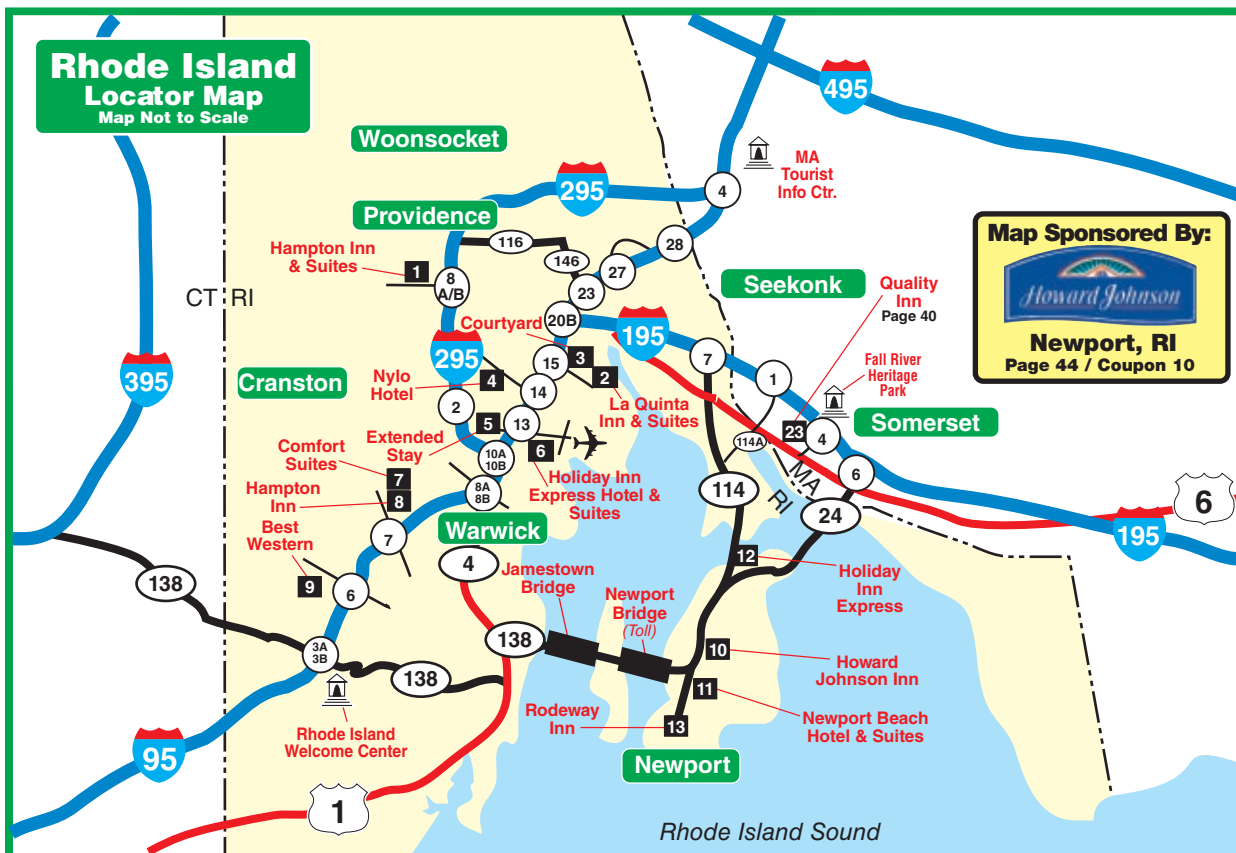 Rhode Island
Locator Map
Map Not to Scale
495
Woonsocket
MA
Tourist
Info Ctr.
295
4
Providence
Map Sponsored By:
Howard Johnson
Newport, RI
Page 44 / Coupon 10
116
28
146
Hampton Inn
& Suites
1
8
A/B
27
23
Seekonk
Quality
Inn
Page 40
CT
RI
20B
Courtyard
195
295
395
15
3
7
Fall River
Heritage
Park
Cranston
Nylo
Hotel
4
14
2
1
La Quinta
Inn & Suites
2
Somerset
5
13
23
4
Extended
Stay
6
114A
Comfort
Suites
10A
10B
7
Holiday Inn
Express Hotel &
Suites
MA
6
Hampton
Inn
8
8A
8B
114
RI
24
6
Best
Western
7
Warwick
195
4
Jamestown
Bridge
12
Holiday
Inn
Express
138
9
6
Newport
Bridge
(Toll)
138
3A
3B
10
Howard
Johnson Inn
138
11
Rodeway
Inn
13
Newport Beach
Hotel & Suites
Rhode Island
Welcome Center
95
Newport
1
Rhode Island Sound